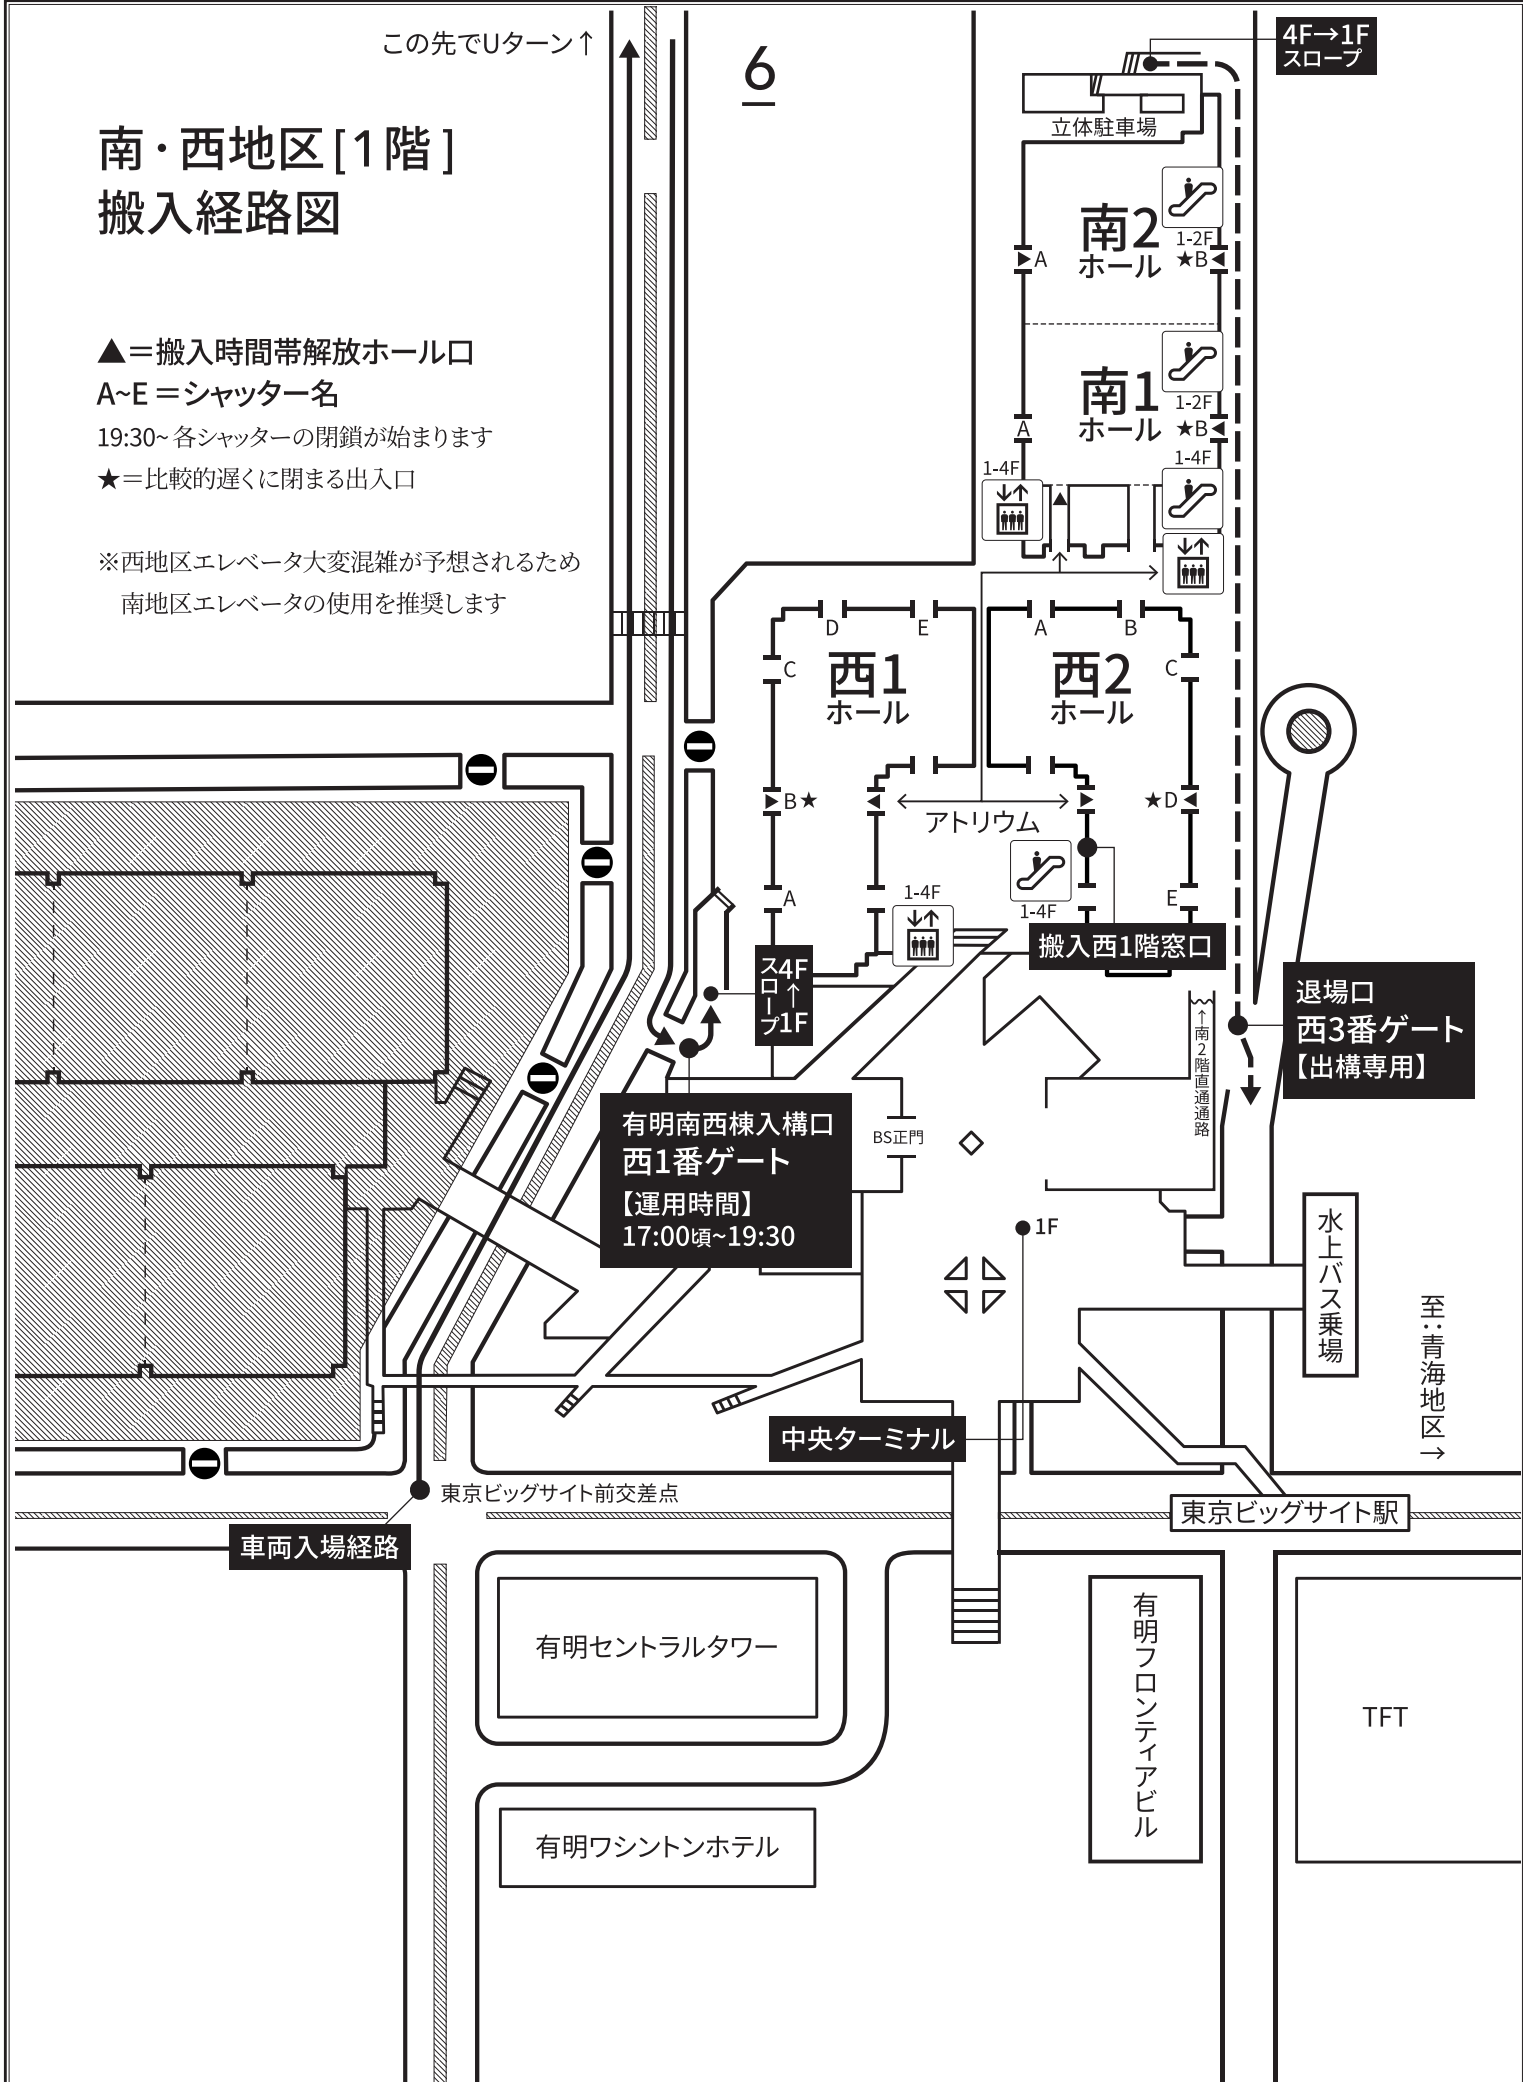 この先でUターン↑
6
4F→1F
スロープ
南・西地区[1階]
搬入経路図
立体駐車場
南2
ホール
1-2F
A
★B
▲=搬入時間帯解放ホール口
A~E=シャッター名
19:30~各シャッターの閉鎖が始まります
★=比較的遅くに閉まる出入口
南1
ホール
1-2F
A
★B
1-4F
1-4F
※西地区エレベータ大変混雑が予想されるため
南地区エレベータの使用を推奨します
D
E
A
B
C
西1
ホール
西2
ホール
C
B★
アトリウム
★D
A
1-4F
1-4F
E
搬入西1階窓口
4F→1F
スロープ
退場口
西3番ゲート
【出構専用】
←南2階直通通路
有明南西棟入構口
西1番ゲート
【運用時間】
17:00頃~19:30
BS正門
1F
水上バス乗場
至:青海地区→
中央ターミナル
東京ビッグサイト前交差点
東京ビッグサイト駅
車両入場経路
有明セントラルタワー
有明フロンティアビル
TFT
有明ワシントンホテル